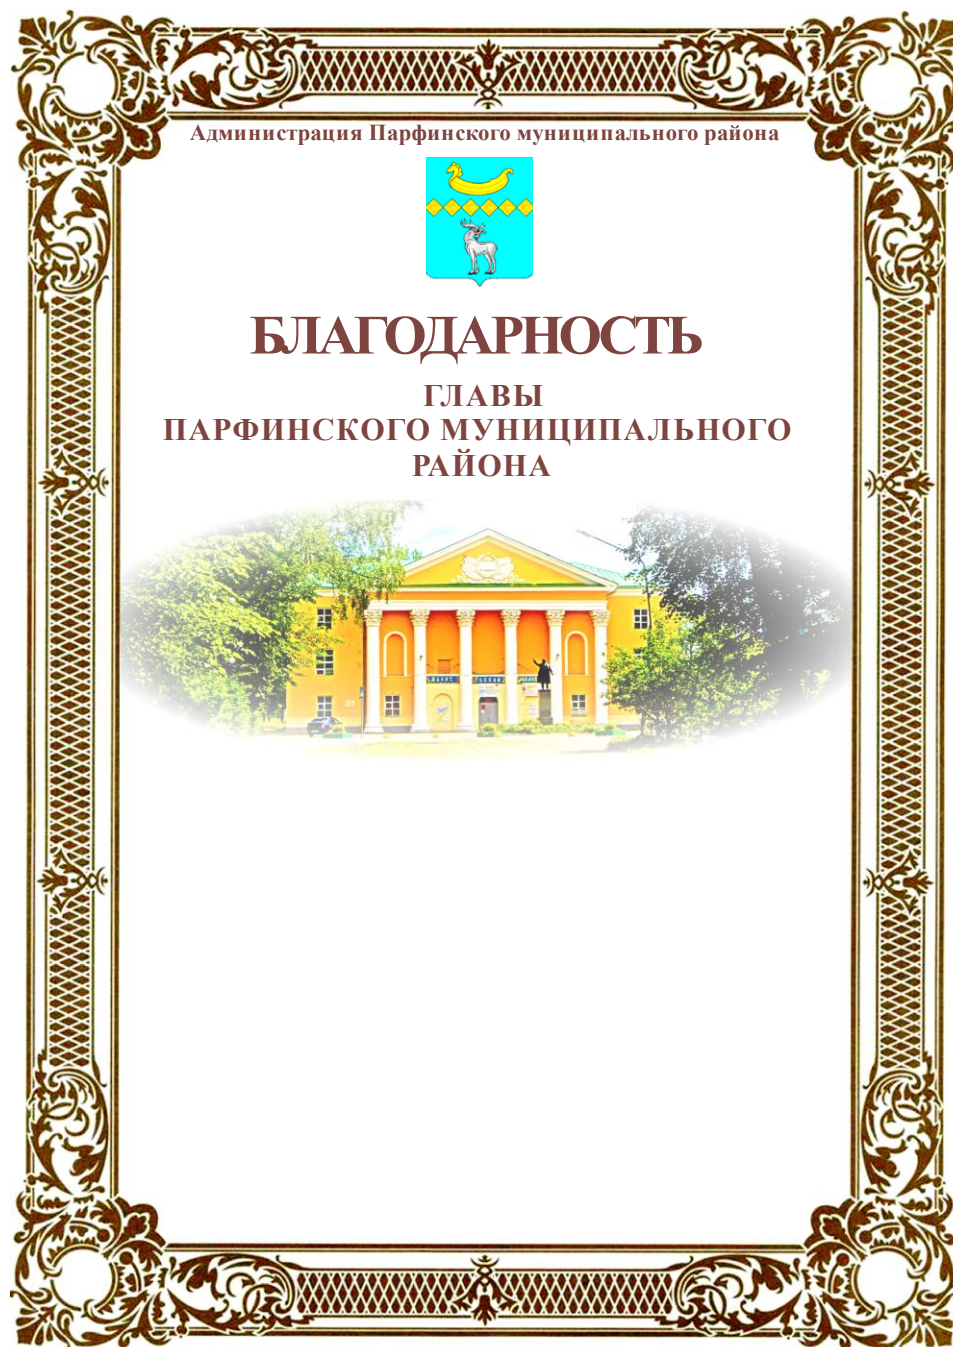 Администрация Парфинского муниципального района
БЛАГОДАРНОСТЬ
ГЛАВЫ
ПАРФИНСКОГО МУНИЦИПАЛЬНОГО
РАЙОНА